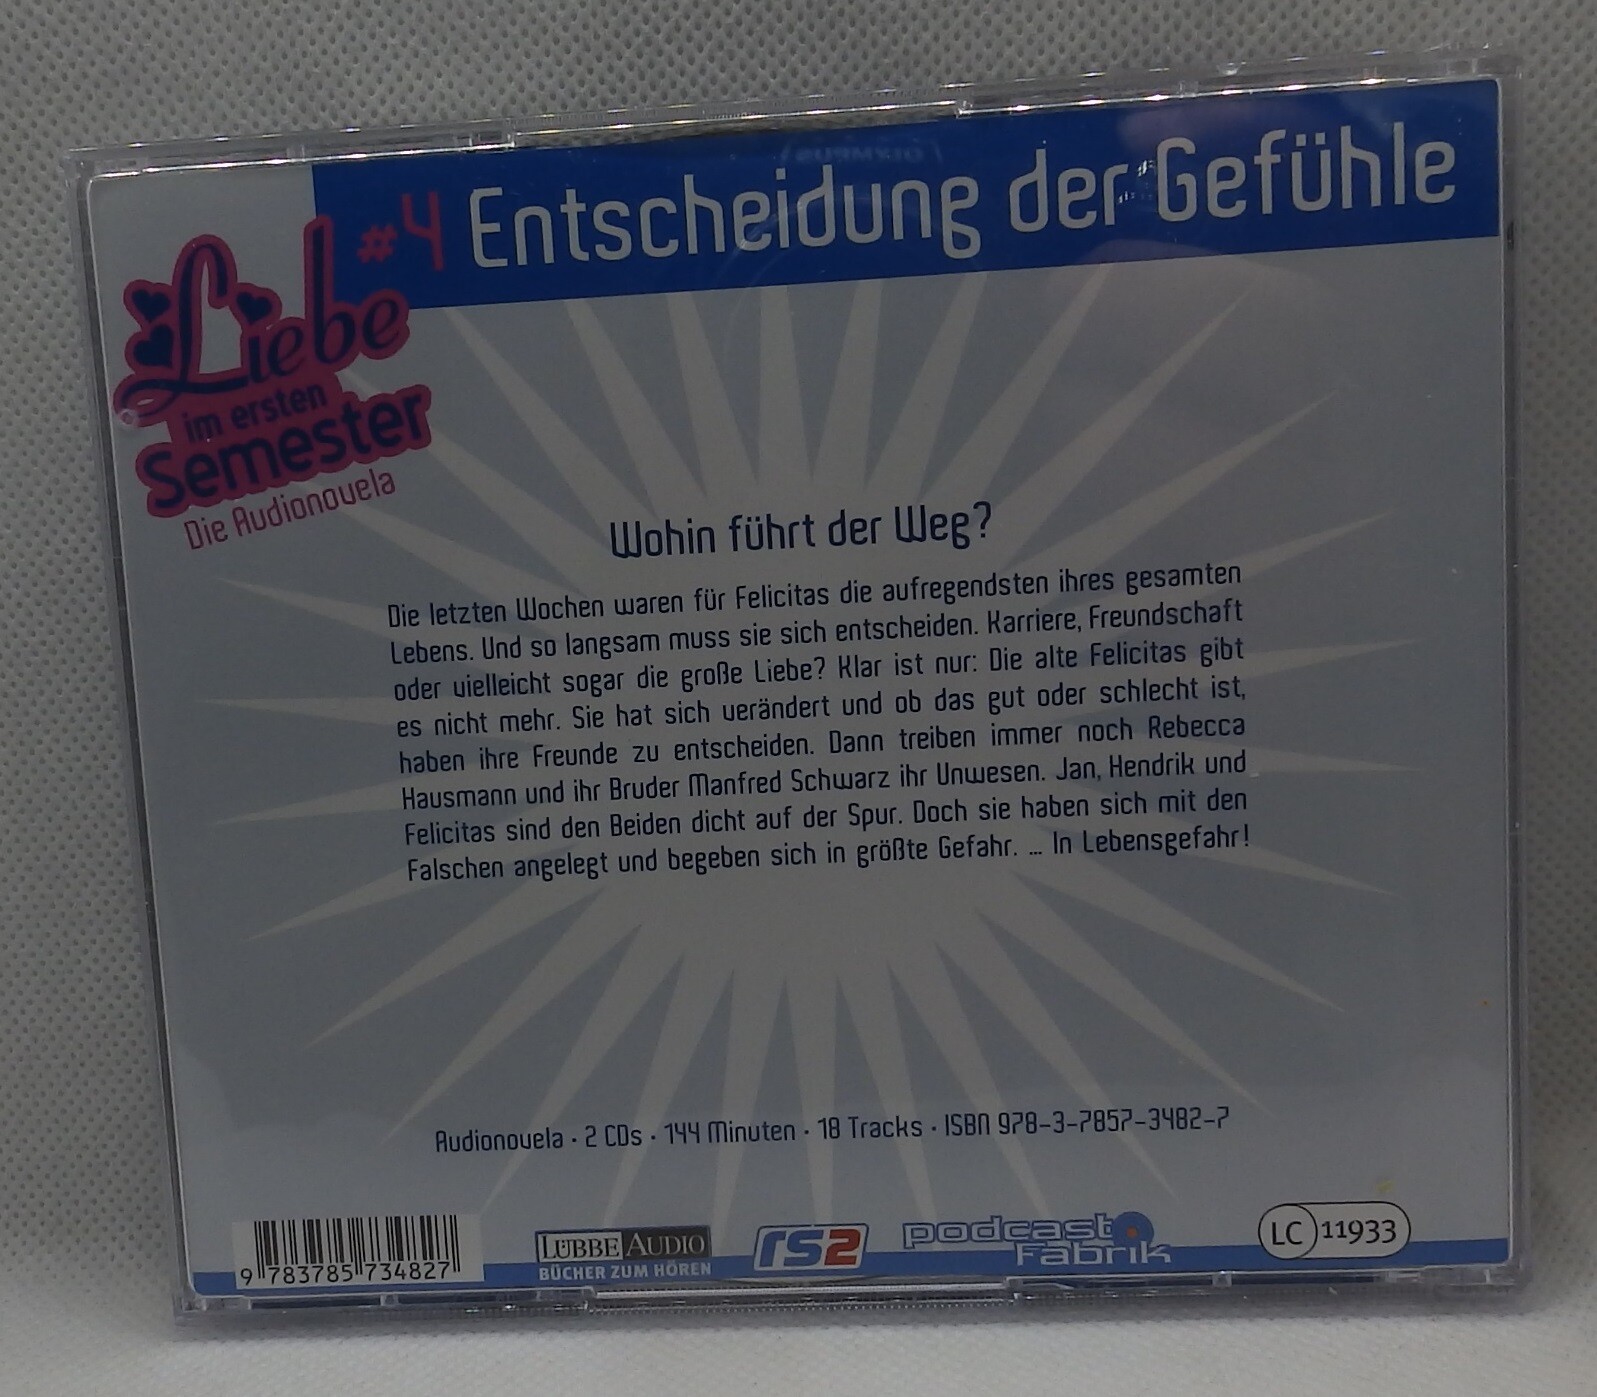 #4 Entscheidung der Gefühle
Liebe
im ersten
Semester
Die Audionovela
Wohin führt der Weg?
Die letzten Wochen waren für Felicitas die aufregendsten ihres gesamten
Lebens. Und so langsam muss sie sich entscheiden. Karriere, Freundschaft
oder vielleicht sogar die große Liebe? Klar ist nur: Die alte Felicitas gibt
es nicht mehr. Sie hat sich verändert und ob das gut oder schlecht ist,
haben ihre Freunde zu entscheiden. Dann treiben immer noch Rebecca
Hausmann und ihr Bruder Manfred Schwarz ihr Unwesen. Jan, Hendrik und
Felicitas sind den Beiden dicht auf der Spur. Doch sie haben sich mit den
Falschen angelegt und begeben sich in größte Gefahr. ... In Lebensgefahr!
Audionovela · 2 CDs · 144 Minuten · 18 Tracks · ISBN 978-3-7857-3482-7
9 783785 734827
LÜBBE AUDIO
BÜCHER ZUM HÖREN
rs2
podcast
Fabrik
LC 11933